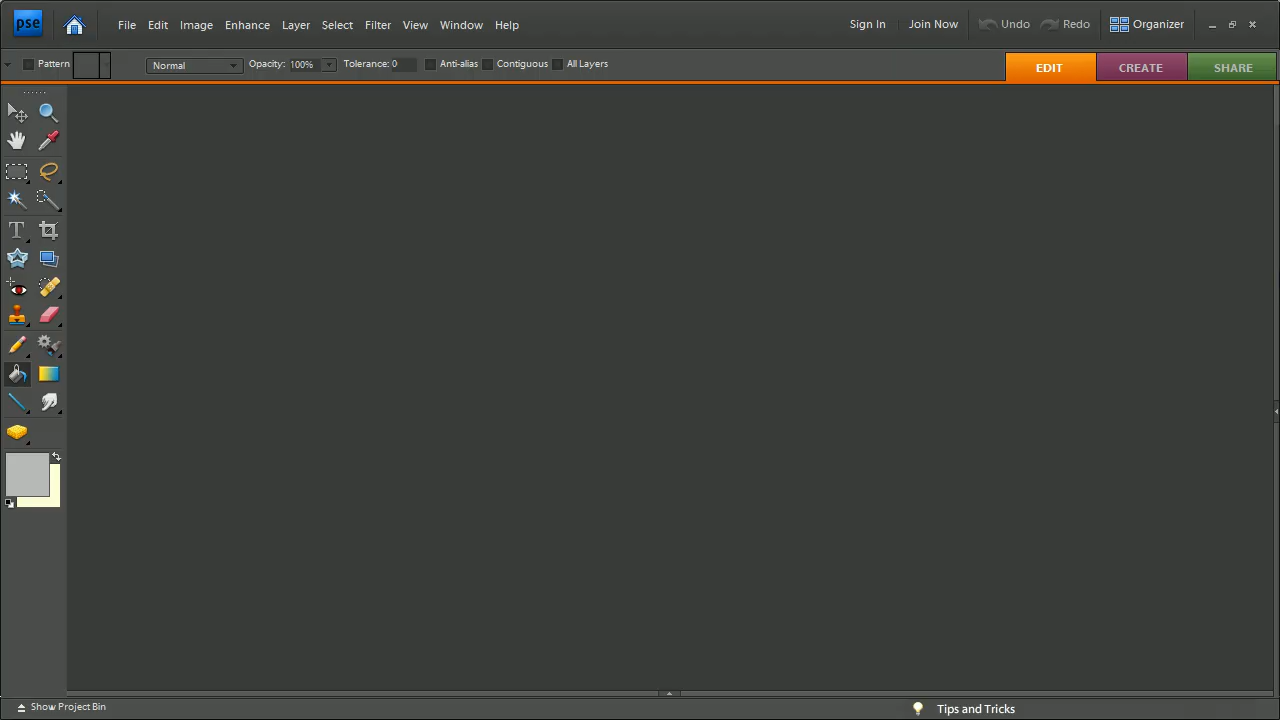 pse File Edit Image Enhance Layer Select Filter View Window Help Sign In Join Now Undo Redo Organizer
Pattern Normal Opacity: 100% Tolerance: 0 Anti-alias Contiguous All Layers EDIT CREATE SHARE
T
Show Project Bin Tips and Tricks